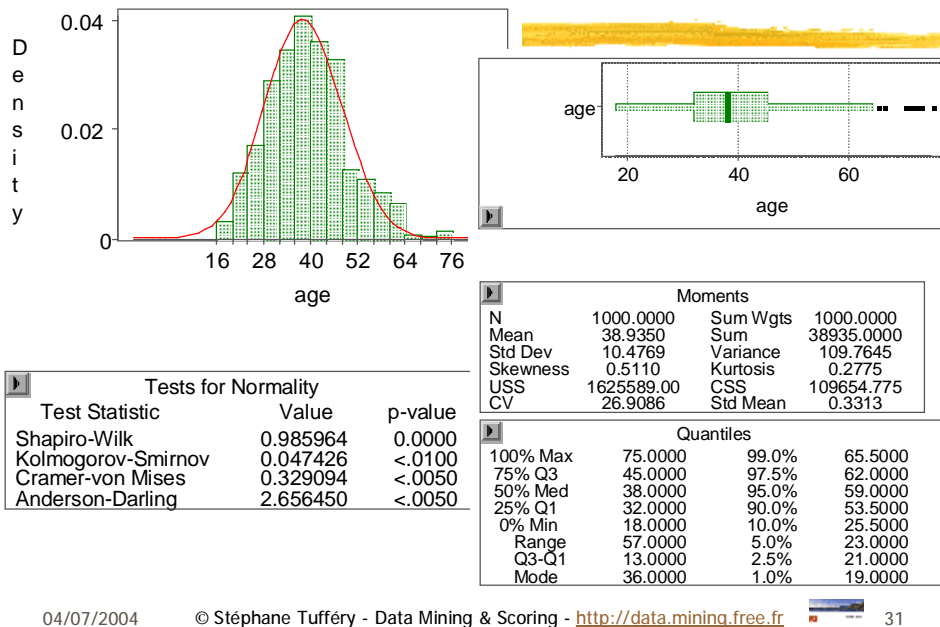 Density
0.04
0.02
0
16 28 40 52 64 76
age
age
20 40 60
age
Moments
N 1000.0000 Sum Wgts 1000.0000
Mean 38.9350 Sum 38935.0000
Std Dev 10.4769 Variance 109.7645
Skewness 0.5110 Kurtosis 0.2775
USS 1625589.00 CSS 109654.775
CV 26.9086 Std Mean 0.3313
Tests for Normality
Test Statistic Value p-value
Shapiro-Wilk 0.985964 0.0000
Kolmogorov-Smirnov 0.047426 <.0100
Cramer-von Mises 0.329094 <.0050
Anderson-Darling 2.656450 <.0050
Quantiles
100% Max 75.0000 99.0% 65.5000
75% Q3 45.0000 97.5% 62.0000
50% Med 38.0000 95.0% 59.0000
25% Q1 32.0000 90.0% 53.5000
0% Min 18.0000 10.0% 25.5000
Range 57.0000 5.0% 23.0000
Q3-Q1 13.0000 2.5% 21.0000
Mode 36.0000 1.0% 19.0000
04/07/2004 © Stéphane Tufféry - Data Mining & Scoring - http://data.mining.free.fr 31